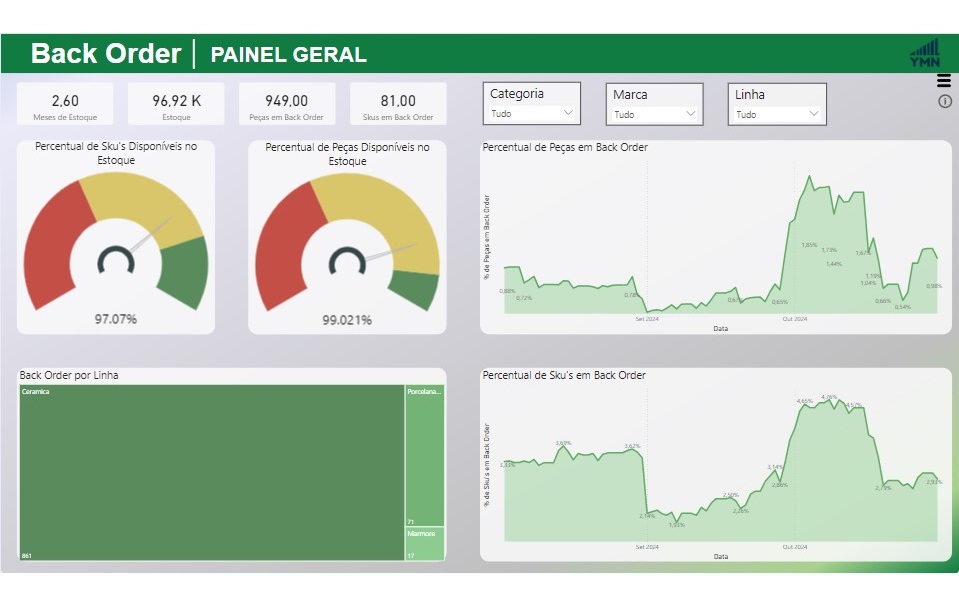 Back Order | PAINEL GERAL
YMN
2,60
Meses de Estoque
96,92 K
Estoque
949,00
Peças em Back Order
81,00
Skus em Back Order
Categoria
Tudo
Marca
Tudo
Linha
Tudo
Percentual de Sku's Disponíveis no
Estoque
97.07%
Percentual de Peças Disponíveis no
Estoque
99.021%
Percentual de Peças em Back Order
% de Peças em Back Order
0,88%
0,72%
0,78%
0,67%
0,65%
1,85%
1,73%
1,44%
1,67%
1,19%
1,04%
0,66%
0,54%
0,98%
Set 2024
Out 2024
Data
Back Order por Linha
Ceramica
861
Porcelana...
71
Marmore
17
Percentual de Sku's em Back Order
% de Sku's em Back Order
3,23%
3,69%
3,62%
2,14%
1,93%
2,50%
2,26%
3,14%
2,86%
4,65%
4,76%
4,57%
2,79%
2,93%
Set 2024
Out 2024
Data